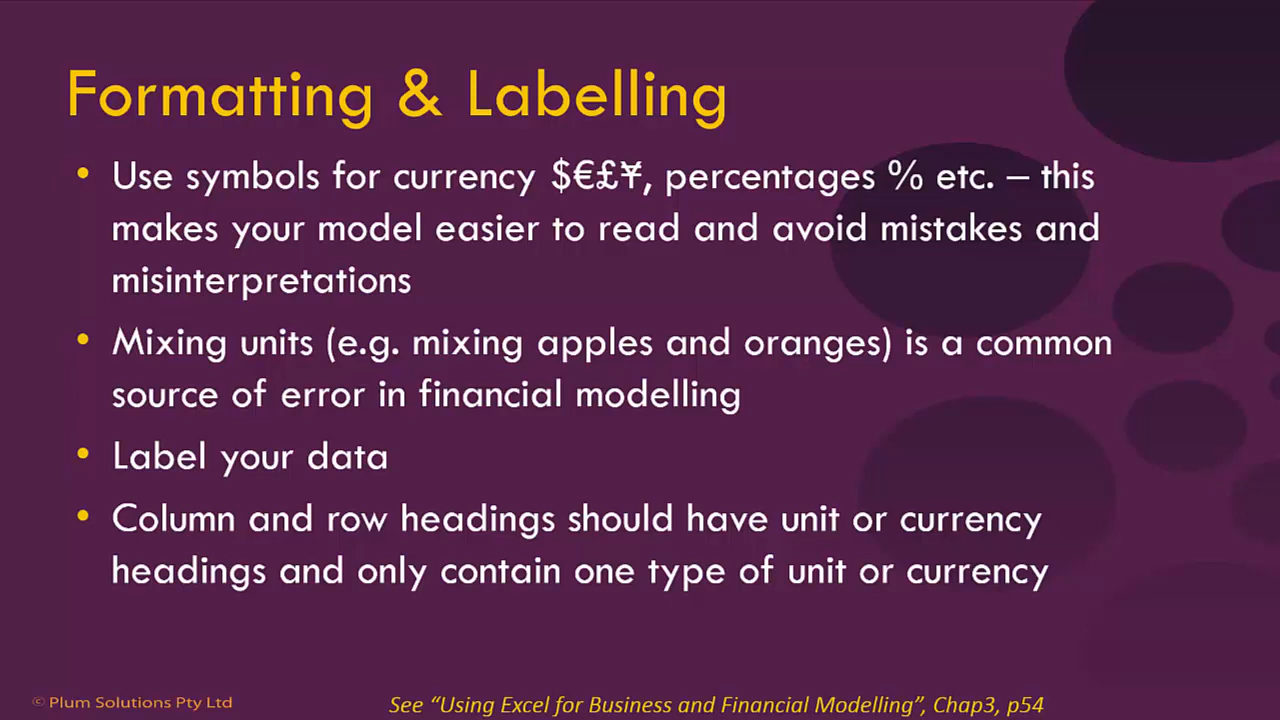 Formatting & Labelling
• Use symbols for currency $€£¥, percentages % etc. – this
makes your model easier to read and avoid mistakes and
misinterpretations
• Mixing units (e.g. mixing apples and oranges) is a common
source of error in financial modelling
• Label your data
• Column and row headings should have unit or currency
headings and only contain one type of unit or currency
© Plum Solutions Pty Ltd
See “Using Excel for Business and Financial Modelling”, Chap3, p54